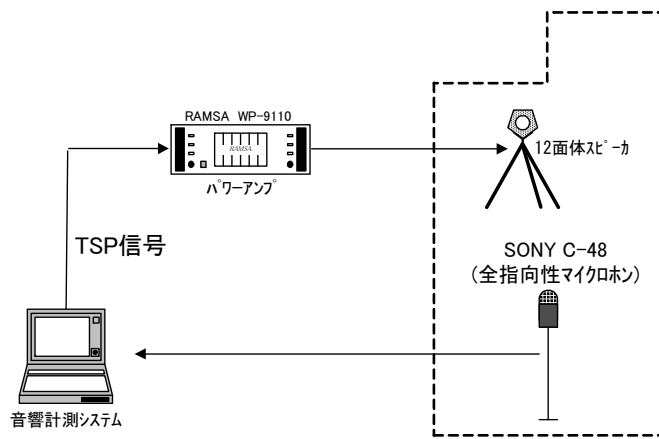 RAMSA WP-9110
RAMSA
ﾊﾟﾜｰｱﾝﾌﾟ
12面体ｽﾋﾟｰｶ
TSP信号
SONY C-48
(全指向性ﾏｲｸﾛﾎﾝ)
音響計測ｼｽﾃﾑ